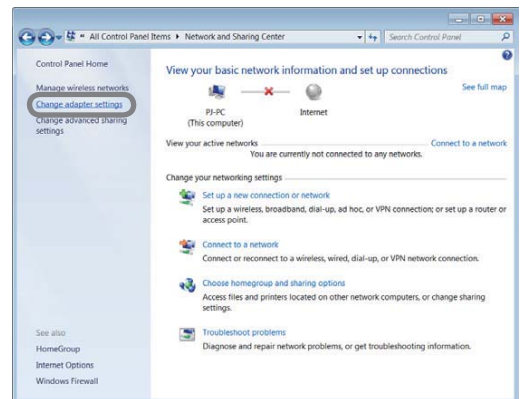 All Control Panel Items ▸ Network and Sharing Center
Search Control Panel
Control Panel Home
Manage wireless networks
Change adapter settings
Change advanced sharing
settings
See also
HomeGroup
Internet Options
Windows Firewall
View your basic network information and set up connections
See full map
PJ-PC
(This computer)
Internet
View your active networks
Connect to a network
You are currently not connected to any networks.
Change your networking settings
Set up a new connection or network
Set up a wireless, broadband, dial-up, ad hoc, or VPN connection; or set up a router or
access point.
Connect to a network
Connect or reconnect to a wireless, wired, dial-up, or VPN network connection.
Choose homegroup and sharing options
Access files and printers located on other network computers, or change sharing
settings.
Troubleshoot problems
Diagnose and repair network problems, or get troubleshooting information.